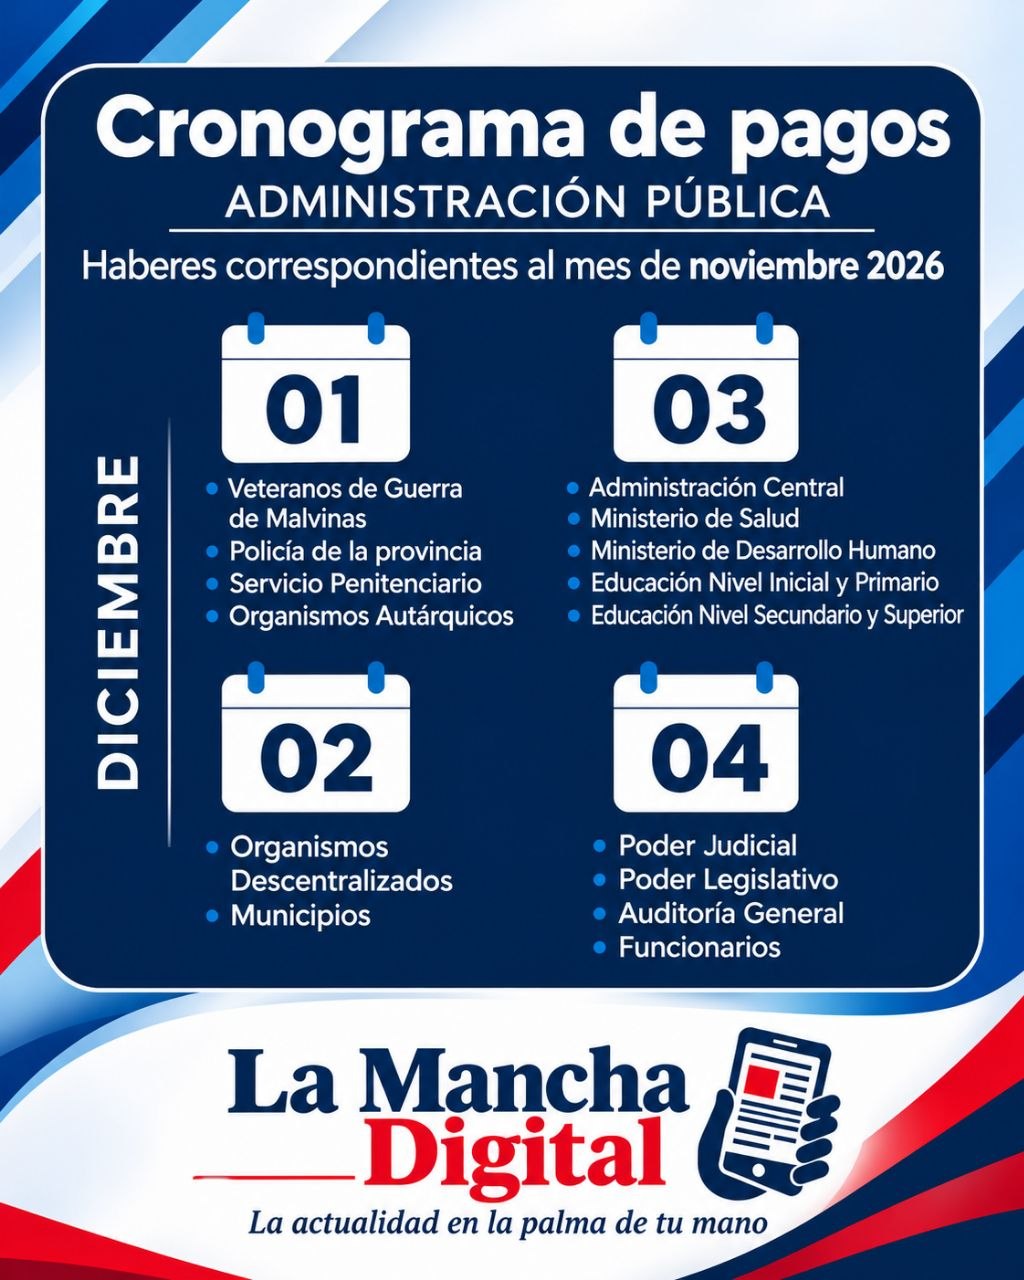 Cronograma de pagos
ADMINISTRACIÓN PÚBLICA
Haberes correspondientes al mes de noviembre 2026
DICIEMBRE
01
Veteranos de Guerra
de Malvinas
Policía de la provincia
Servicio Penitenciario
Organismos Autárquicos
03
Administración Central
Ministerio de Salud
Ministerio de Desarrollo Humano
Educación Nivel Inicial y Primario
Educación Nivel Secundario y Superior
02
Organismos
Descentralizados
Municipios
04
Poder Judicial
Poder Legislativo
Auditoría General
Funcionarios
La Mancha
Digital
La actualidad en la palma de tu mano